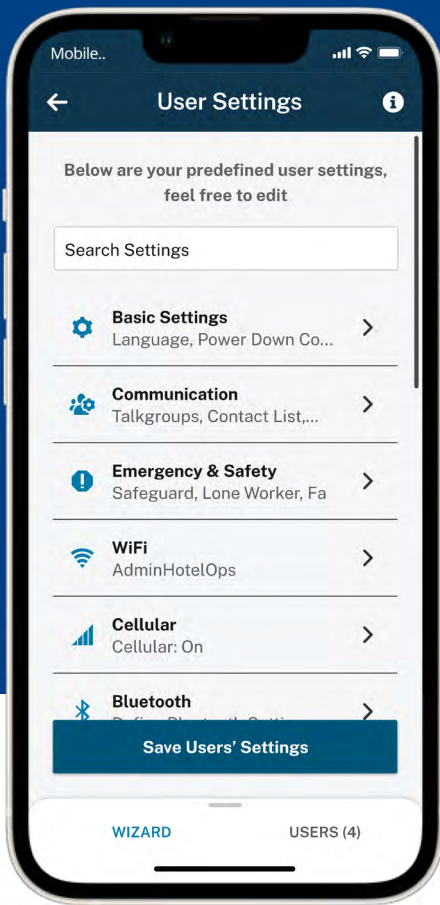 Mobile..
User Settings
Below are your predefined user settings,
feel free to edit
Search Settings
Basic Settings
Language, Power Down Co...
Communication
Talkgroups, Contact List,...
Emergency & Safety
Safeguard, Lone Worker, Fa
WiFi
AdminHotelOps
Cellular
Cellular: On
Bluetooth
Save Users' Settings
WIZARD
USERS (4)